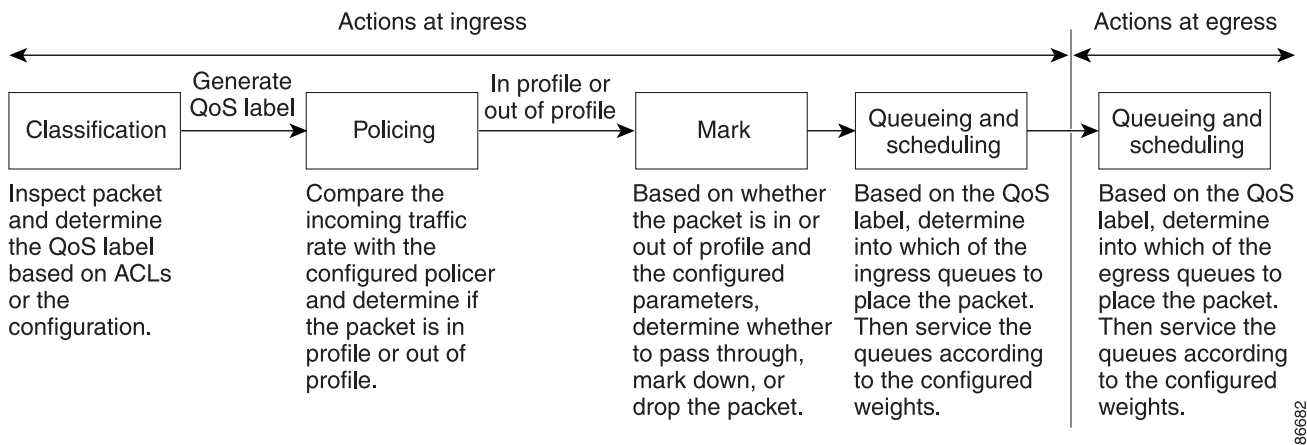 Actions at ingress
Actions at egress
Generate
QoS label
In profile or
out of profile
Classification
Policing
Mark
Queueing and
scheduling
Queueing and
scheduling
Inspect packet
and determine
the QoS label
based on ACLs
or the
configuration.
Compare the
incoming traffic
rate with the
configured policer
and determine if
the packet is in
profile or out of
profile.
Based on whether
the packet is in or
out of profile and
the configured
parameters,
determine whether
to pass through,
mark down, or
drop the packet.
Based on the QoS
label, determine
into which of the
ingress queues to
place the packet.
Then service the
queues according
to the configured
weights.
Based on the QoS
label, determine
into which of the
egress queues to
place the packet.
Then service the
queues according
to the configured
weights.
86682